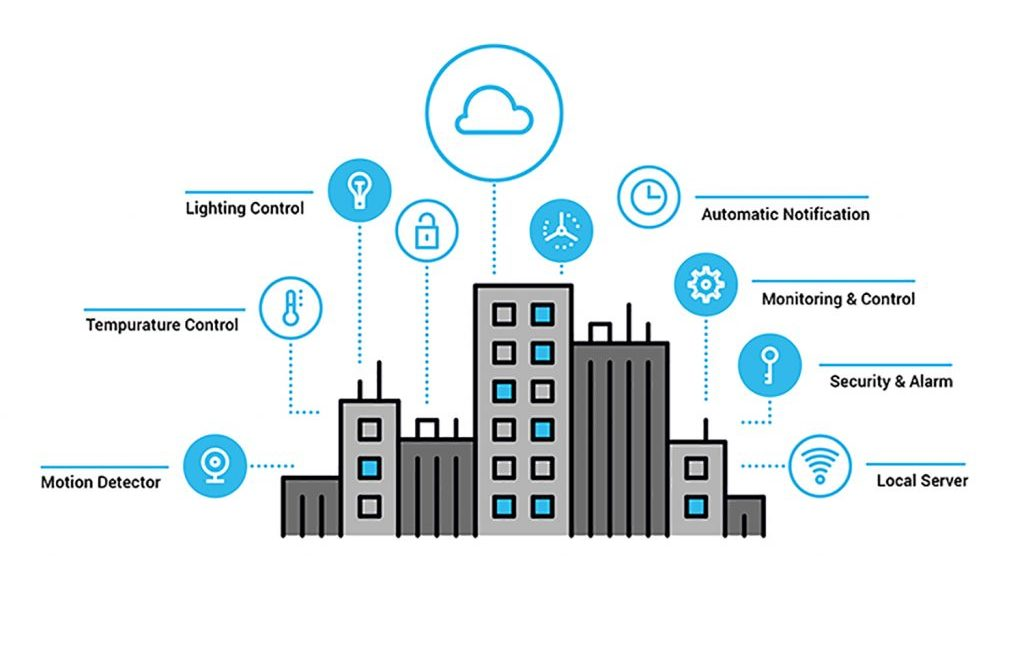 Lighting Control
Automatic Notification
Monitoring & Control
Tempurature Control
Security & Alarm
Motion Detector
Local Server